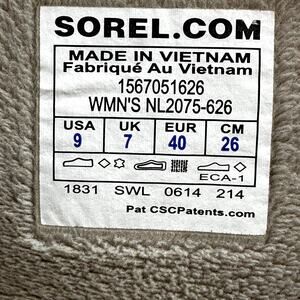 SOREL.COM
MADE IN VIETNAM
Fabriqué Au Vietnam
1567051626
WMN'S NL2075-626
USA UK EUR CM
9 7 40 26
ECA-1
1831 SWL 0614 214
Pat CSCPatents.com